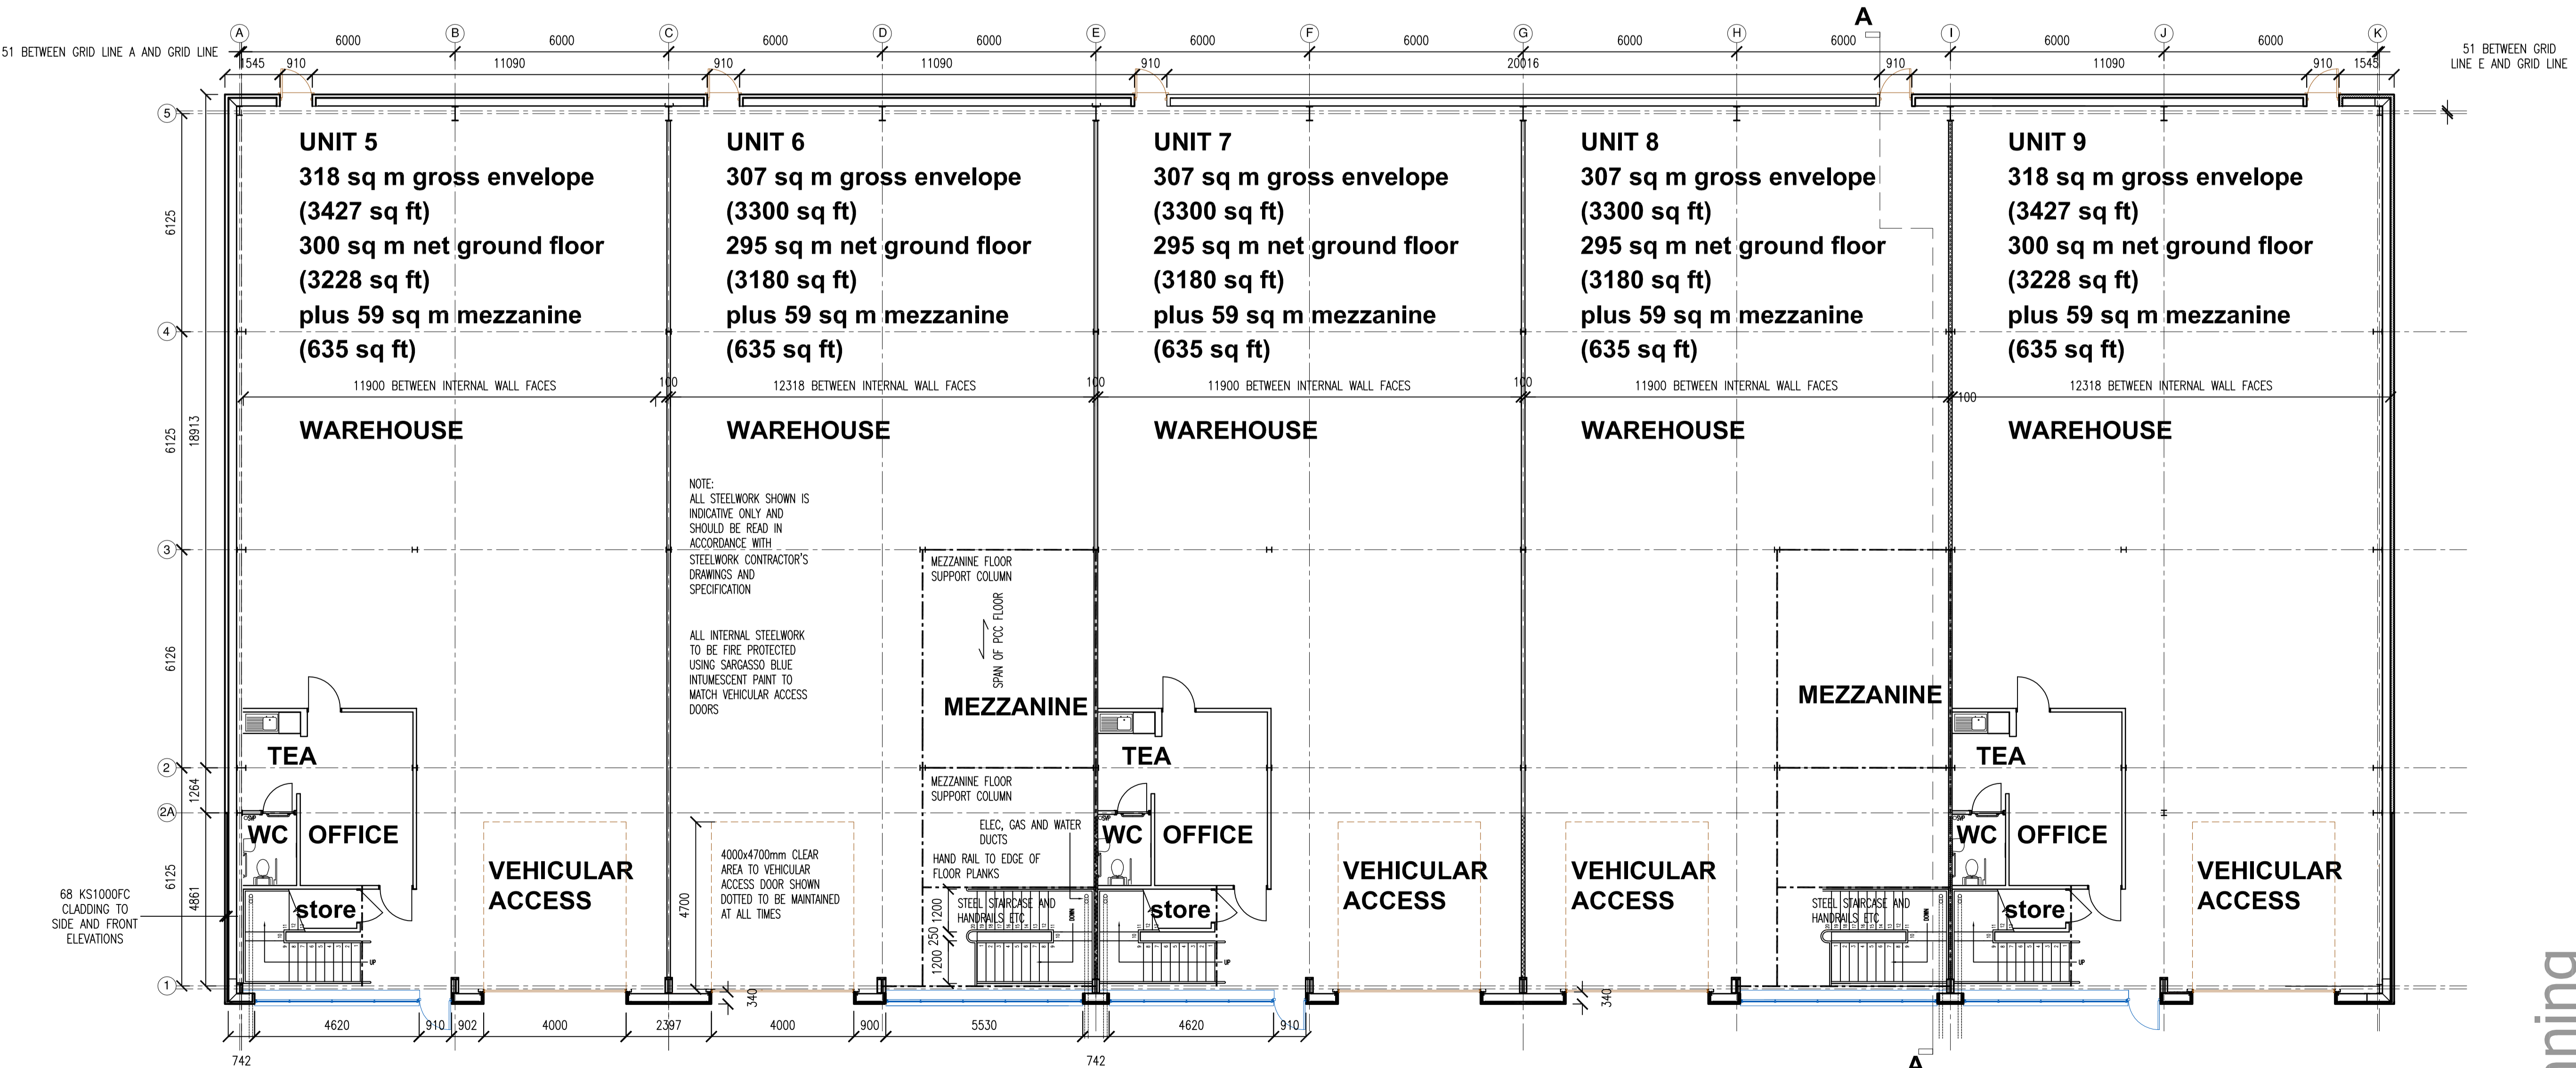 A
A B C D E F G H I J K
6000 6000 6000 6000 6000 6000 6000 6000 6000 6000
51 BETWEEN GRID LINE A AND GRID LINE
51 BETWEEN GRID
LINE E AND GRID LINE
1545 910 11090 910 11090 910 20016 910 11090 910 1545
5
UNIT 5
318 sq m gross envelope
(3427 sq ft)
300 sq m net ground floor
(3228 sq ft)
plus 59 sq m mezzanine
(635 sq ft)
UNIT 6
307 sq m gross envelope
(3300 sq ft)
295 sq m net ground floor
(3180 sq ft)
plus 59 sq m mezzanine
(635 sq ft)
UNIT 7
307 sq m gross envelope
(3300 sq ft)
295 sq m net ground floor
(3180 sq ft)
plus 59 sq m mezzanine
(635 sq ft)
UNIT 8
307 sq m gross envelope
(3300 sq ft)
295 sq m net ground floor
(3180 sq ft)
plus 59 sq m mezzanine
(635 sq ft)
UNIT 9
318 sq m gross envelope
(3427 sq ft)
300 sq m net ground floor
(3228 sq ft)
plus 59 sq m mezzanine
(635 sq ft)
6125
4
11900 BETWEEN INTERNAL WALL FACES 100 12318 BETWEEN INTERNAL WALL FACES 100 11900 BETWEEN INTERNAL WALL FACES 100 11900 BETWEEN INTERNAL WALL FACES 100 12318 BETWEEN INTERNAL WALL FACES
WAREHOUSE WAREHOUSE WAREHOUSE WAREHOUSE WAREHOUSE
6125
18913
3
NOTE:
ALL STEELWORK SHOWN IS
INDICATIVE ONLY AND
SHOULD BE READ IN
ACCORDANCE WITH
STEELWORK CONTRACTOR'S
DRAWINGS AND
SPECIFICATION
ALL INTERNAL STEELWORK
TO BE FIRE PROTECTED
USING SARGASSO BLUE
INTUMESCENT PAINT TO
MATCH VEHICULAR ACCESS
DOORS
MEZZANINE FLOOR
SUPPORT COLUMN
SPAN OF PCC FLOOR
6126
MEZZANINE
MEZZANINE
TEA
TEA
TEA
2
1264
2A
MEZZANINE FLOOR
SUPPORT COLUMN
ELEC, GAS AND WATER
DUCTS
HAND RAIL TO EDGE OF
FLOOR PLANKS
WC OFFICE
WC OFFICE
WC OFFICE
VEHICULAR
ACCESS
4000x4700mm CLEAR
AREA TO VEHICULAR
ACCESS DOOR SHOWN
DOTTED TO BE MAINTAINED
AT ALL TIMES
4700
VEHICULAR
ACCESS
VEHICULAR
ACCESS
VEHICULAR
ACCESS
6125
4861
68 KS1000FC
CLADDING TO
SIDE AND FRONT
ELEVATIONS
store
store
store
STEEL STAIRCASE AND
HANDRAILS ETC
STEEL STAIRCASE AND
HANDRAILS ETC
DOWN
DOWN
1200
250
1200
UP
UP
UP
1
340
340
4620 910 902 4000 2397 4000 900 5530 4620 910
742
742
A